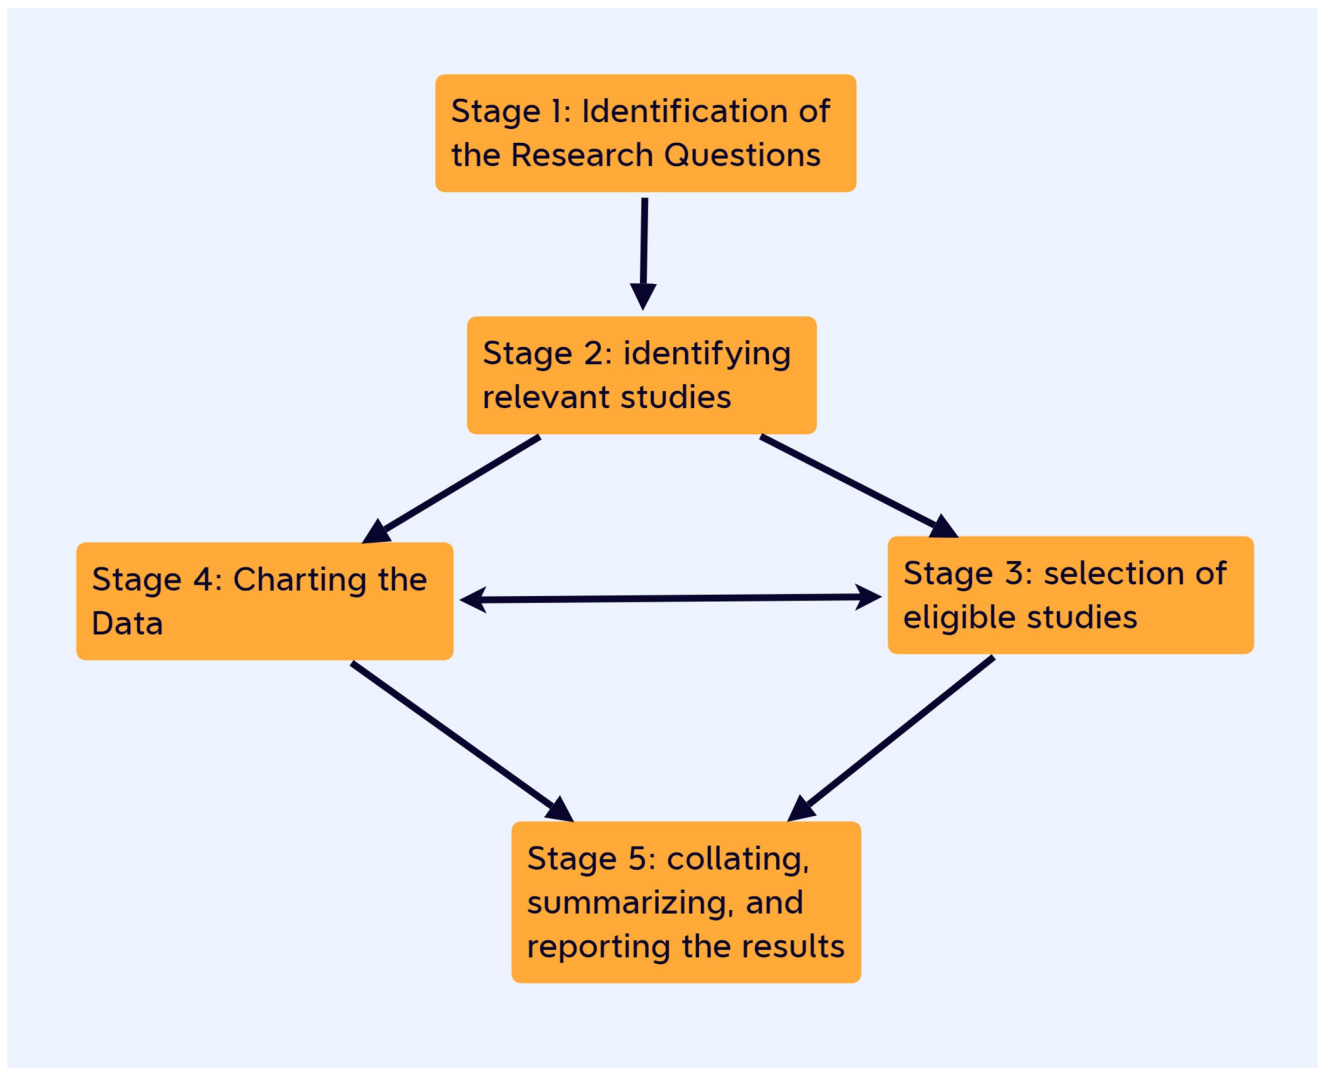 Stage 1: Identification of
the Research Questions
Stage 2: identifying
relevant studies
Stage 4: Charting the
Data
Stage 3: selection of
eligible studies
Stage 5: collating,
summarizing, and
reporting the results